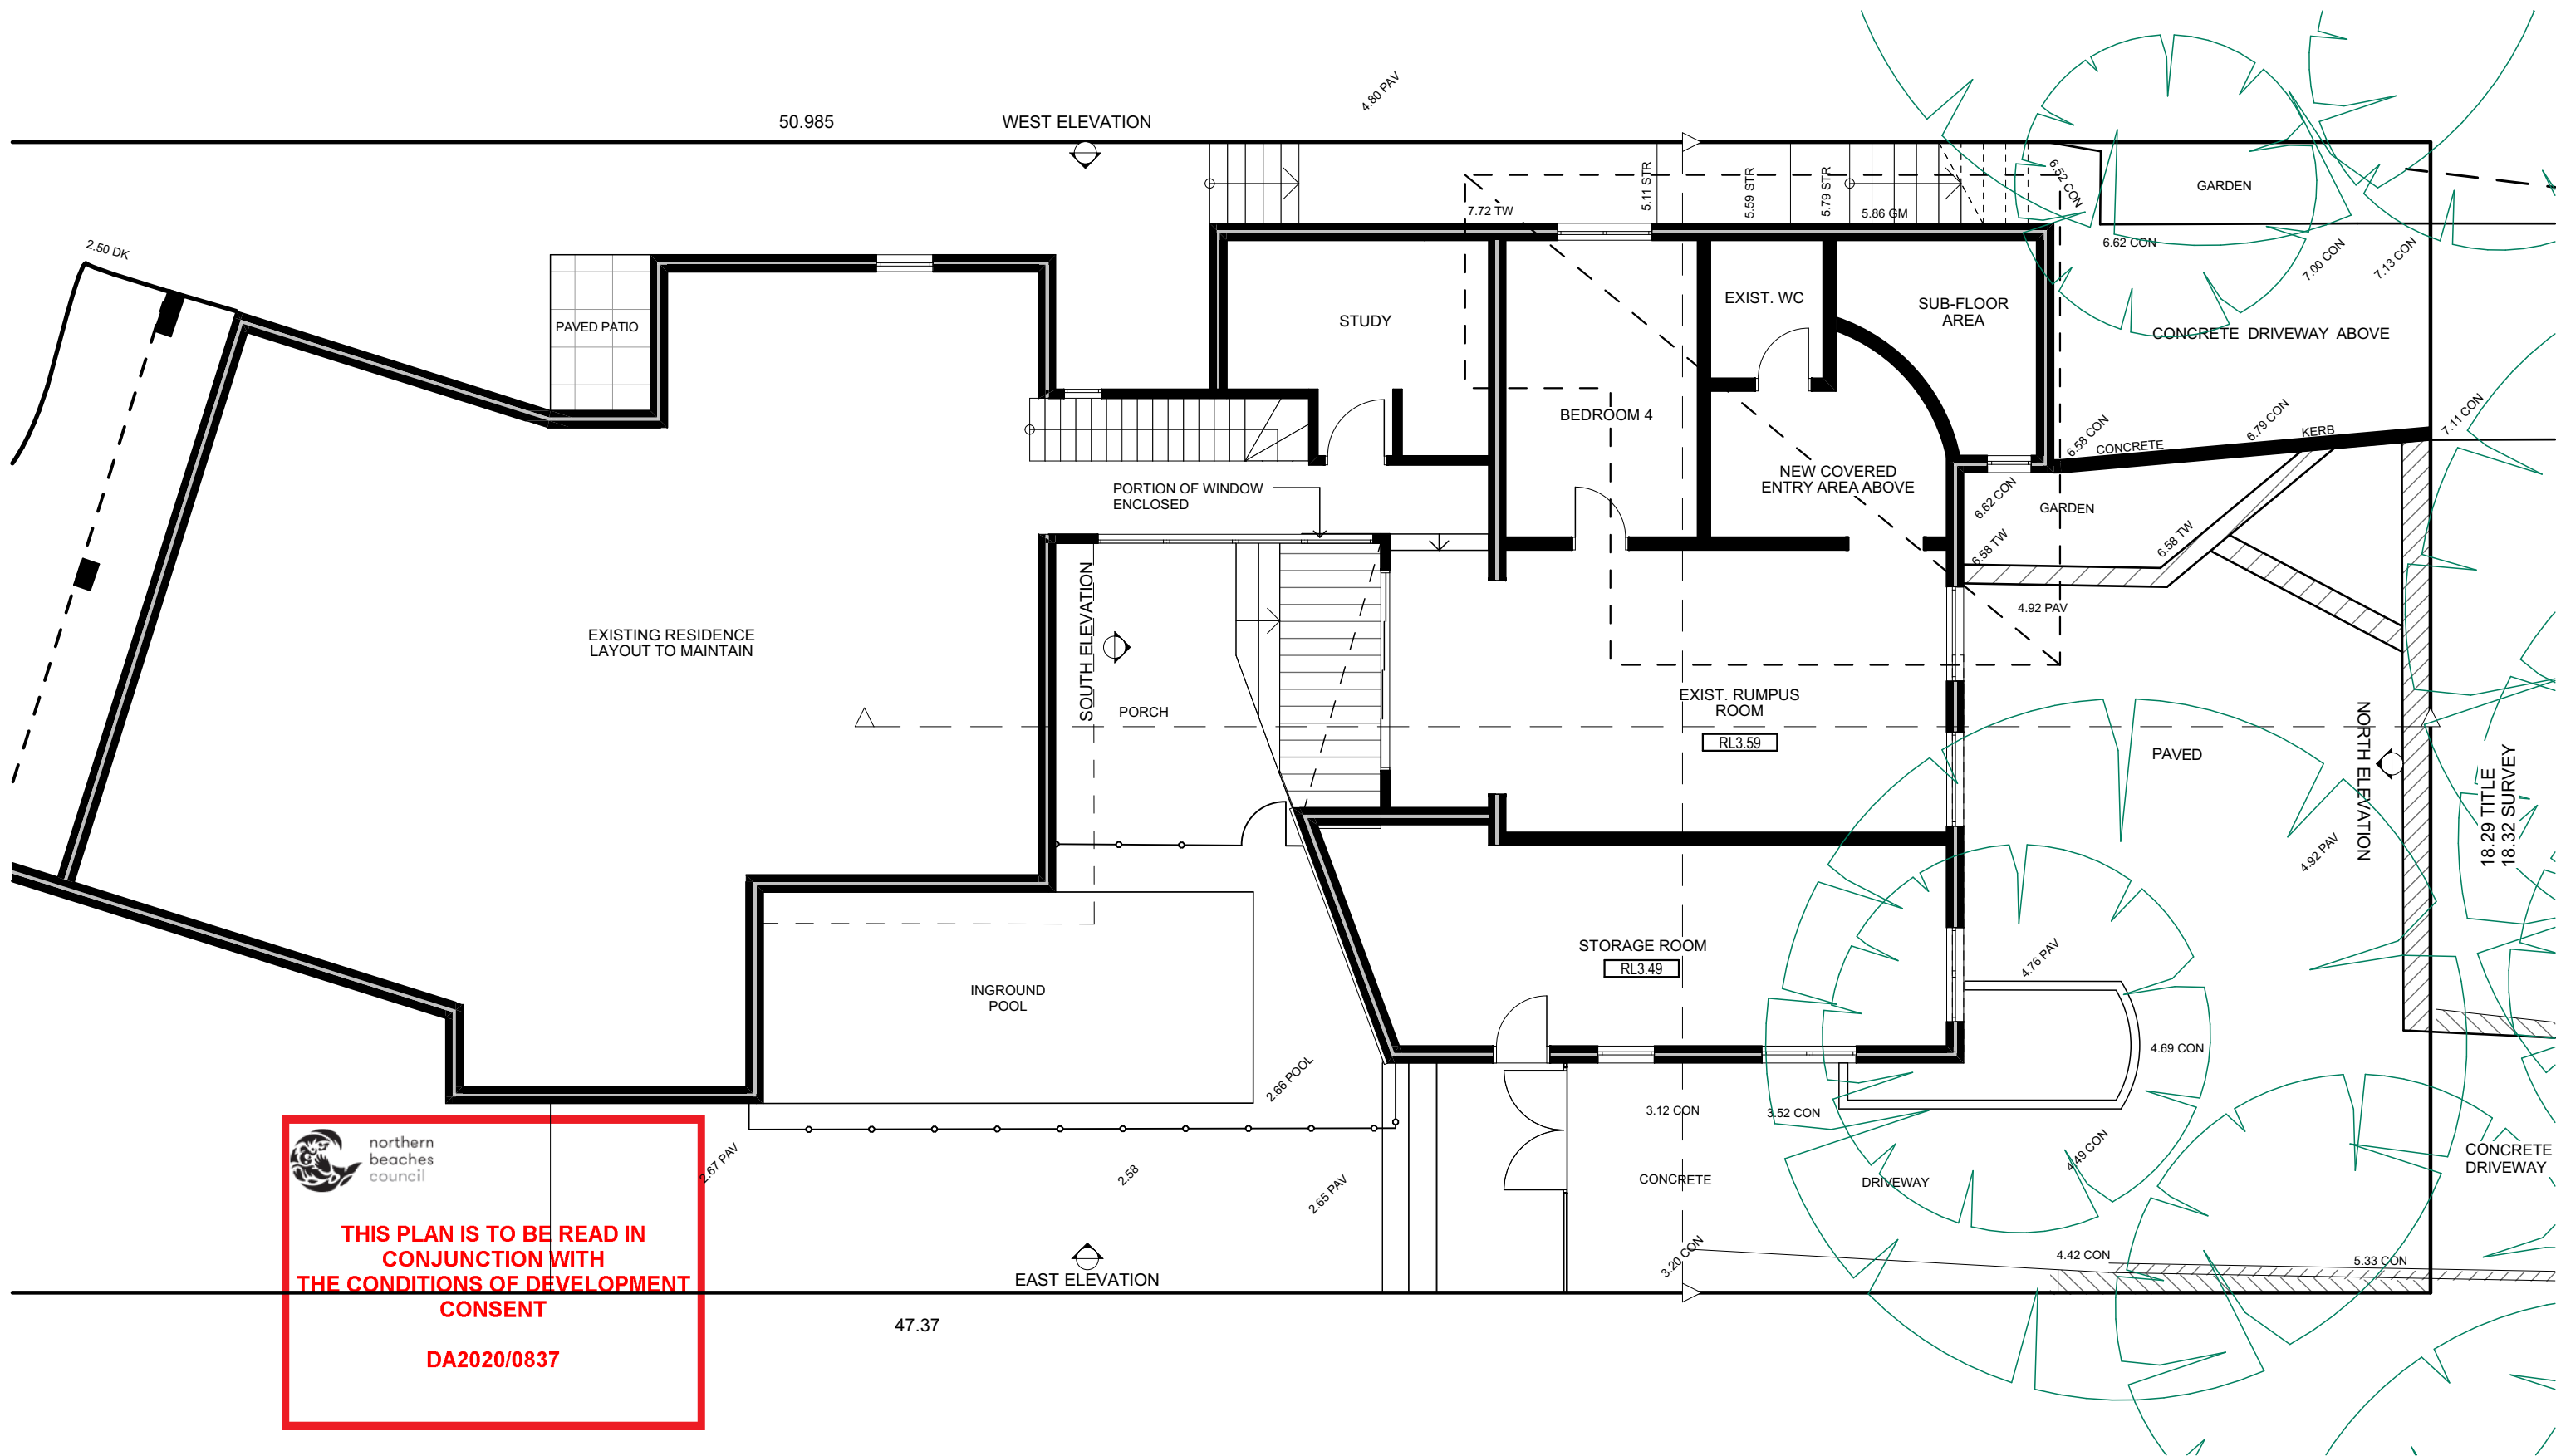 4.80 PAV
50.985
WEST ELEVATION
2.50 DK
PAVED PATIO
7.72 TW
5.11 STR
5.59 STR
5.79 STR
5.86 GM
6.52 CON
GARDEN
6.62 CON
7.00 CON
7.13 CON
STUDY
EXIST. WC
SUB-FLOOR
AREA
CONCRETE DRIVEWAY ABOVE
BEDROOM 4
6.58 CON
CONCRETE
6.79 CON
KERB
7.11 CON
PORTION OF WINDOW
ENCLOSED
NEW COVERED
ENTRY AREA ABOVE
6.62 CON
GARDEN
6.58 TW
6.58 TW
4.92 PAV
EXISTING RESIDENCE
LAYOUT TO MAINTAIN
SOUTH ELEVATION
PORCH
EXIST. RUMPUS
ROOM
RL3.59
PAVED
NORTH ELEVATION
18.29 TITLE
18.32 SURVEY
4.92 PAV
STORAGE ROOM
RL3.49
4.76 PAV
INGROUND
POOL
4.69 CON
2.66 POOL
3.12 CON
3.52 CON
2.67 PAV
2.58
2.65 PAV
CONCRETE
DRIVEWAY
4.49 CON
CONCRETE
DRIVEWAY
3.20 CON
4.42 CON
5.33 CON
EAST ELEVATION
47.37
northern
beaches
council
THIS PLAN IS TO BE READ IN
CONJUNCTION WITH
THE CONDITIONS OF DEVELOPMENT
CONSENT
DA2020/0837